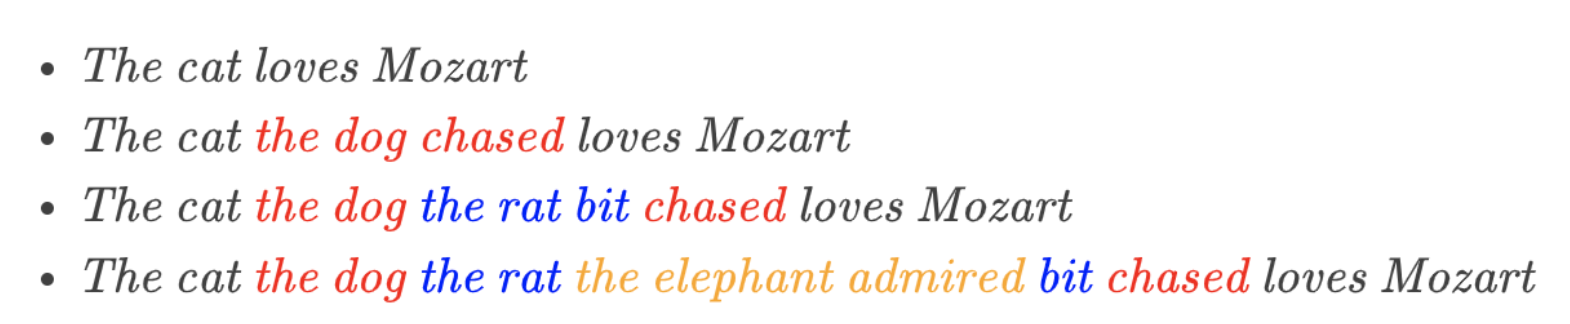 • The cat loves Mozart
• The cat the dog chased loves Mozart
• The cat the dog the rat bit chased loves Mozart
• The cat the dog the rat the elephant admired bit chased loves Mozart